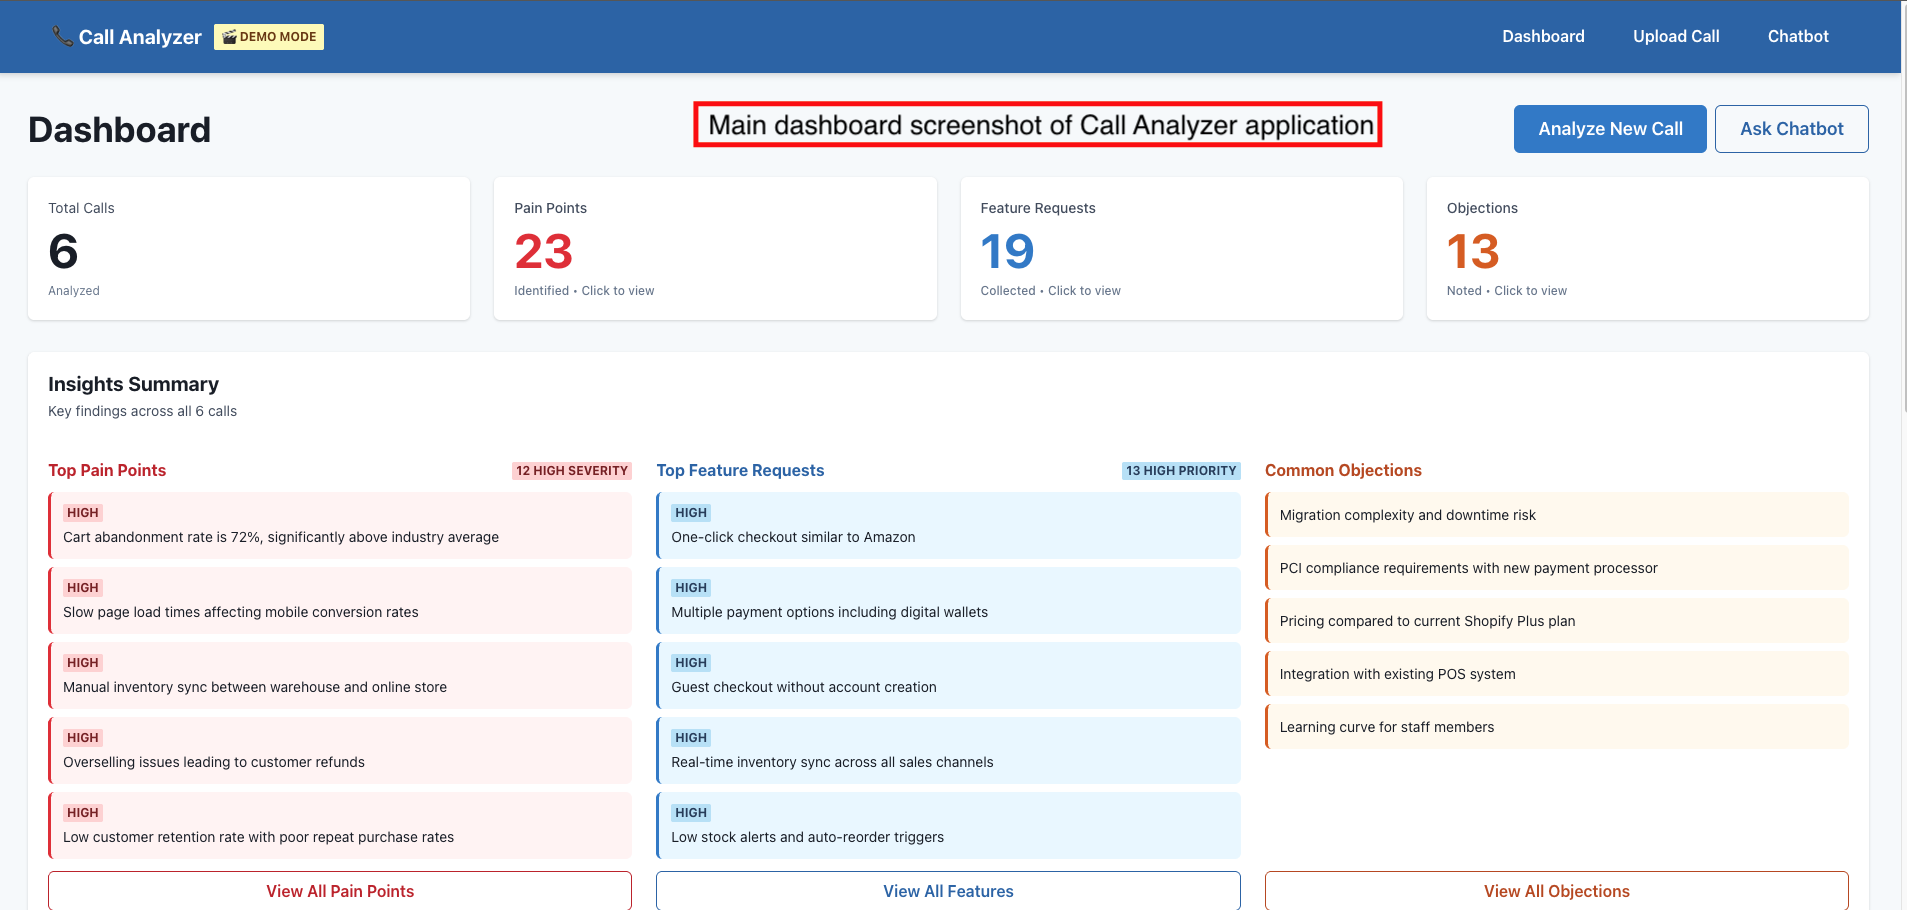 Call Analyzer DEMO MODE Dashboard Upload Call Chatbot
Dashboard
Main dashboard screenshot of Call Analyzer application
Analyze New Call Ask Chatbot
Total Calls
6
Analyzed
Pain Points
23
Identified • Click to view
Feature Requests
19
Collected • Click to view
Objections
13
Noted • Click to view
Insights Summary
Key findings across all 6 calls
Top Pain Points 12 HIGH SEVERITY
HIGH
Cart abandonment rate is 72%, significantly above industry average
HIGH
Slow page load times affecting mobile conversion rates
HIGH
Manual inventory sync between warehouse and online store
HIGH
Overselling issues leading to customer refunds
HIGH
Low customer retention rate with poor repeat purchase rates
View All Pain Points
Top Feature Requests 13 HIGH PRIORITY
HIGH
One-click checkout similar to Amazon
HIGH
Multiple payment options including digital wallets
HIGH
Guest checkout without account creation
HIGH
Real-time inventory sync across all sales channels
HIGH
Low stock alerts and auto-reorder triggers
View All Features
Common Objections
Migration complexity and downtime risk
PCI compliance requirements with new payment processor
Pricing compared to current Shopify Plus plan
Integration with existing POS system
Learning curve for staff members
View All Objections